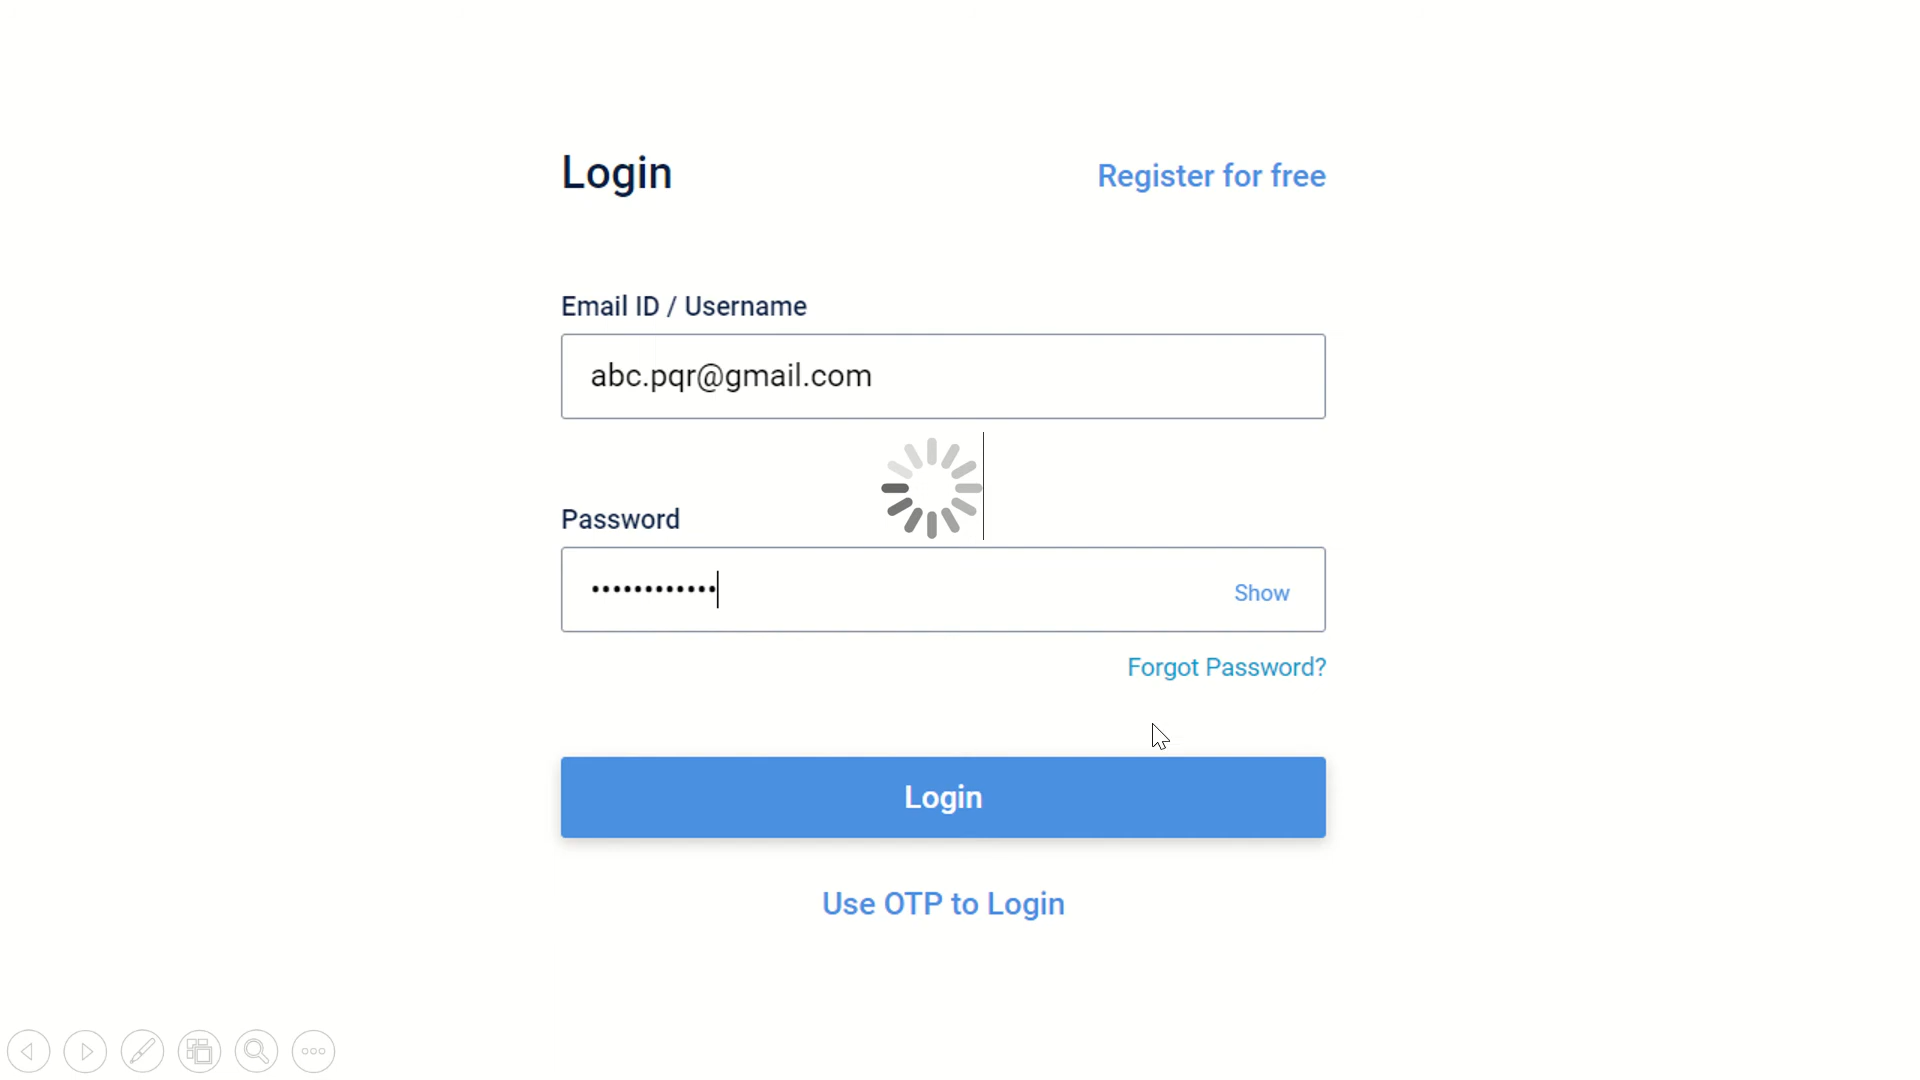 Login
Register for free
Email ID / Username
abc.pqr@gmail.com
Password
••••••••••••
Show
Forgot Password?
Login
Use OTP to Login